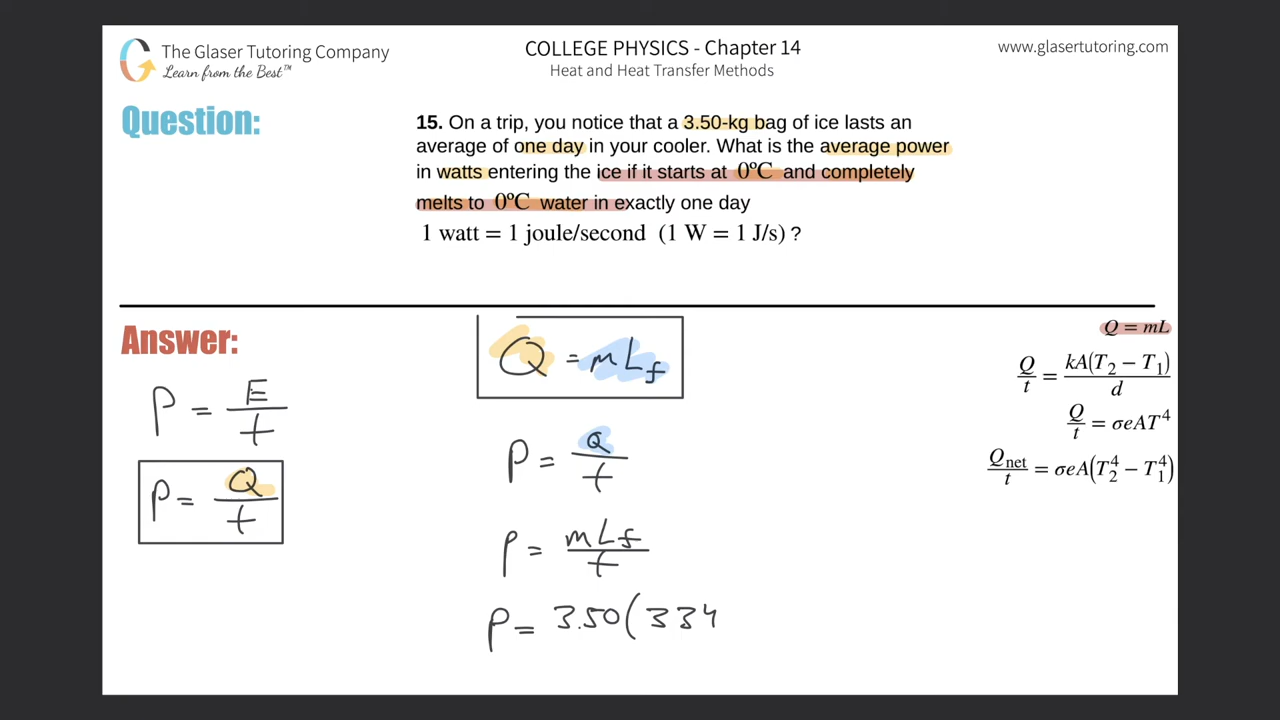 The Glaser Tutoring Company
Learn from the Best™
COLLEGE PHYSICS - Chapter 14
Heat and Heat Transfer Methods
www.glasertutoring.com
Question:
15. On a trip, you notice that a 3.50-kg bag of ice lasts an
average of one day in your cooler. What is the average power
in watts entering the ice if it starts at 0ºC and completely
melts to 0ºC water in exactly one day
1 watt = 1 joule/second (1 W = 1 J/s) ?
Answer:
P = E/t
P = Q/t
Q = mL_f
P = Q/t
P = mL_f/t
P = 3.50(334
Q = mL
Q/t = kA(T₂ − T₁)/d
Q/t = σeAT⁴
Q_net/t = σeA(T₂⁴ − T₁⁴)